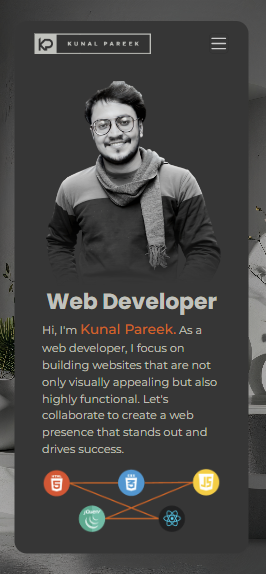 KP KUNAL PAREEK
Web Developer
Hi, I'm Kunal Pareek. As a
web developer, I focus on
building websites that are not
only visually appealing but also
highly functional. Let's
collaborate to create a web
presence that stands out and
drives success.
5 3 JS
jQuery